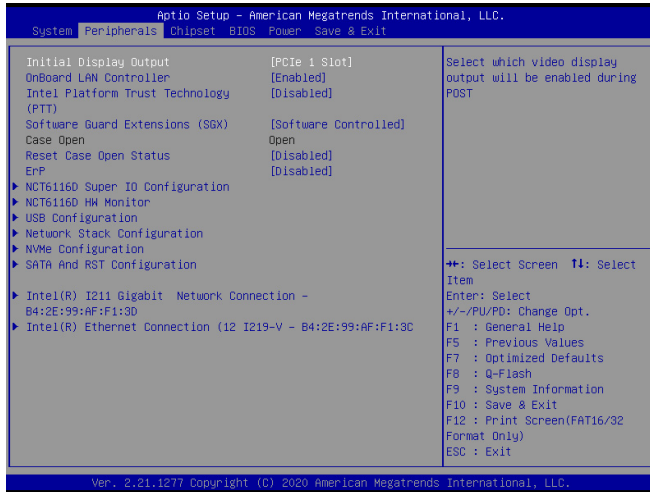 Aptio Setup – American Megatrends International, LLC.
System Peripherals Chipset BIOS Power Save & Exit
Initial Display Output [PCIe 1 Slot]
OnBoard LAN Controller [Enabled]
Intel Platform Trust Technology [Disabled]
(PTT)
Software Guard Extensions (SGX) [Software Controlled]
Case Open Open
Reset Case Open Status [Disabled]
ErP [Disabled]
▶ NCT6116D Super IO Configuration
▶ NCT6116D HW Monitor
▶ USB Configuration
▶ Network Stack Configuration
▶ NVMe Configuration
▶ SATA And RST Configuration
▶ Intel(R) I211 Gigabit Network Connection –
B4:2E:99:AF:F1:3D
▶ Intel(R) Ethernet Connection (12 I219-V – B4:2E:99:AF:F1:3C
Select which video display
output will be enabled during
POST
→←: Select Screen ↑↓: Select
Item
Enter: Select
+/-/PU/PD: Change Opt.
F1 : General Help
F5 : Previous Values
F7 : Optimized Defaults
F8 : Q-Flash
F9 : System Information
F10 : Save & Exit
F12 : Print Screen(FAT16/32
Format Only)
ESC : Exit
Ver. 2.21.1277 Copyright (C) 2020 American Megatrends International, LLC.